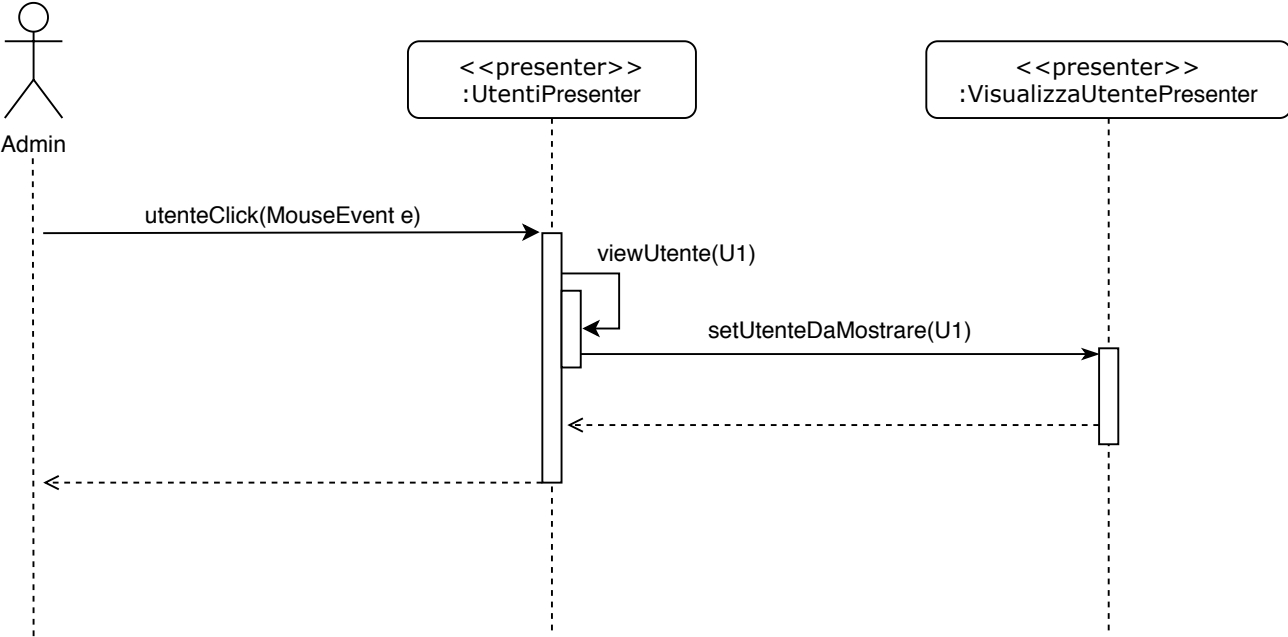 <<presenter>>
:UtentiPresenter
<<presenter>>
:VisualizzaUtentePresenter
Admin
utenteClick(MouseEvent e)
viewUtente(U1)
setUtenteDaMostrare(U1)